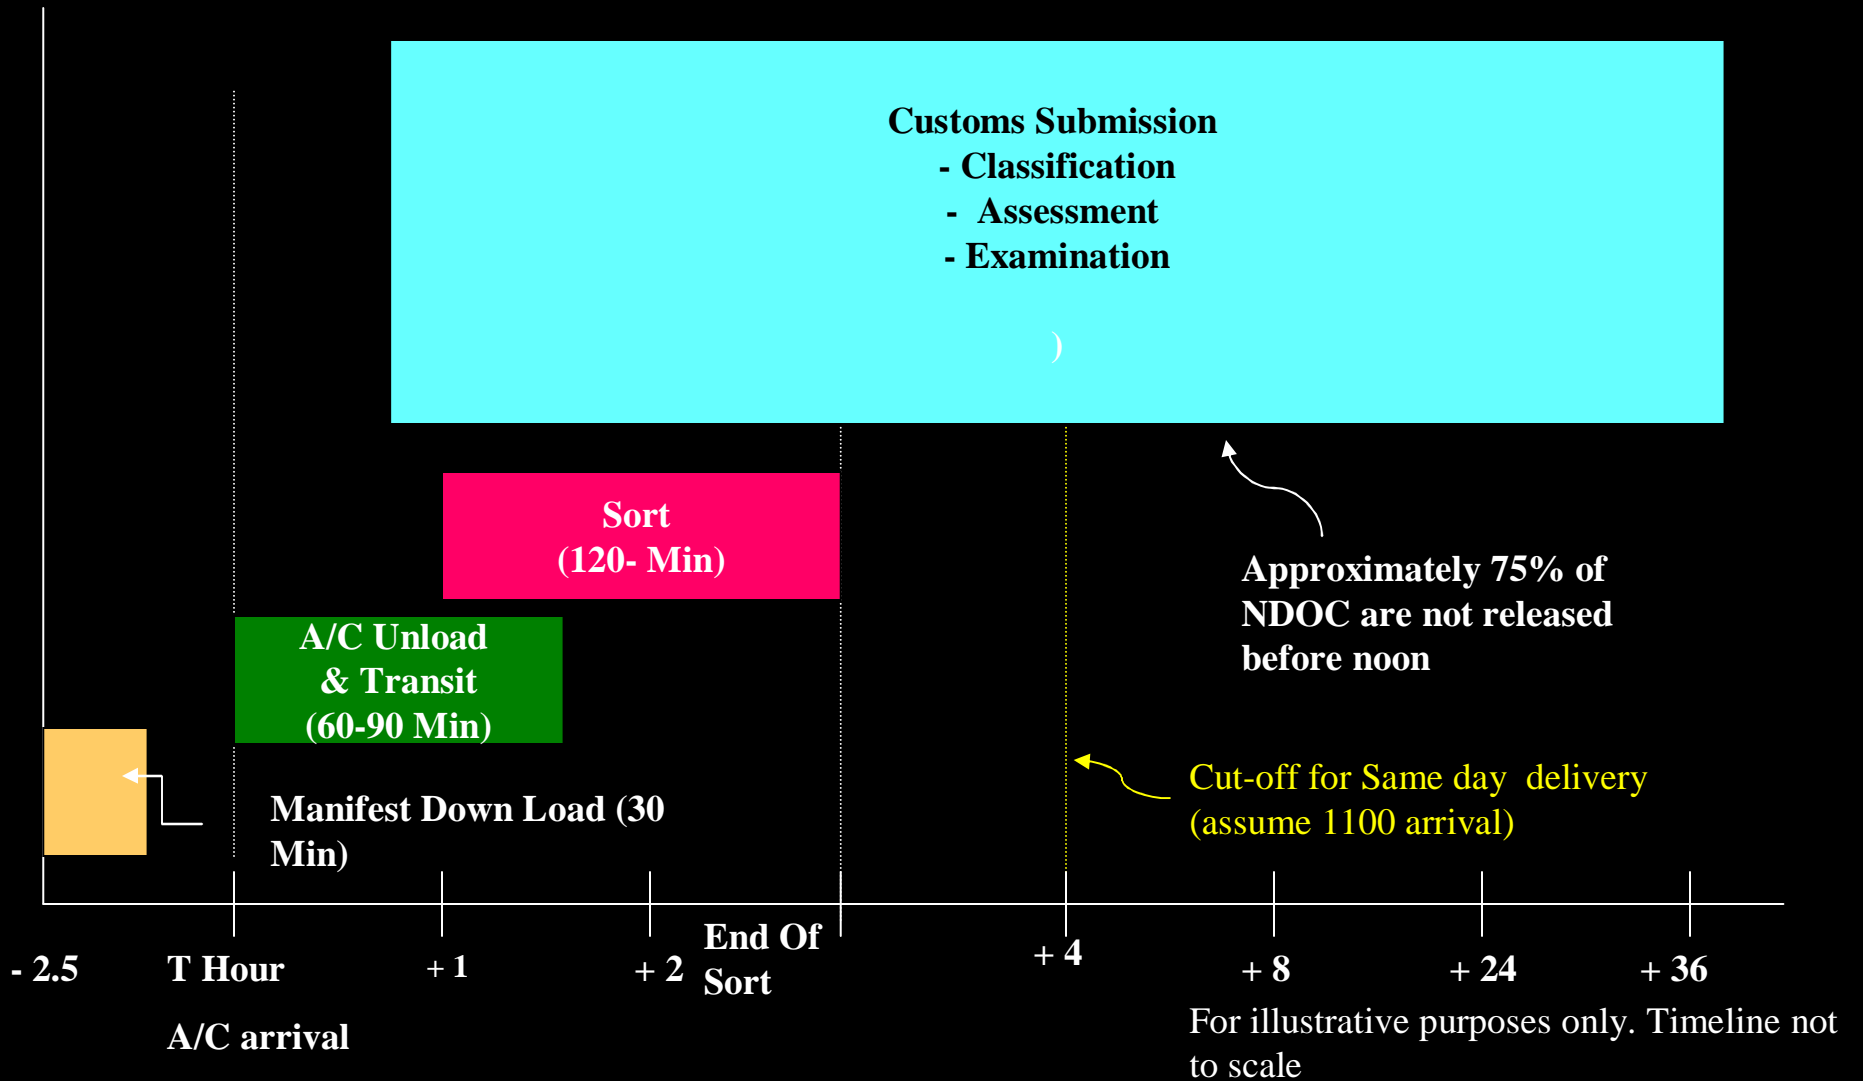 Customs Submission
- Classification
- Assessment
- Examination
)
Sort
(120- Min)
Approximately 75% of
NDOC are not released
before noon
A/C Unload
& Transit
(60-90 Min)
Cut-off for Same day delivery
(assume 1100 arrival)
Manifest Down Load (30
Min)
- 2.5
T Hour
+ 1
+ 2
End Of
Sort
+ 4
+ 8
+ 24
+ 36
A/C arrival
For illustrative purposes only. Timeline not
to scale